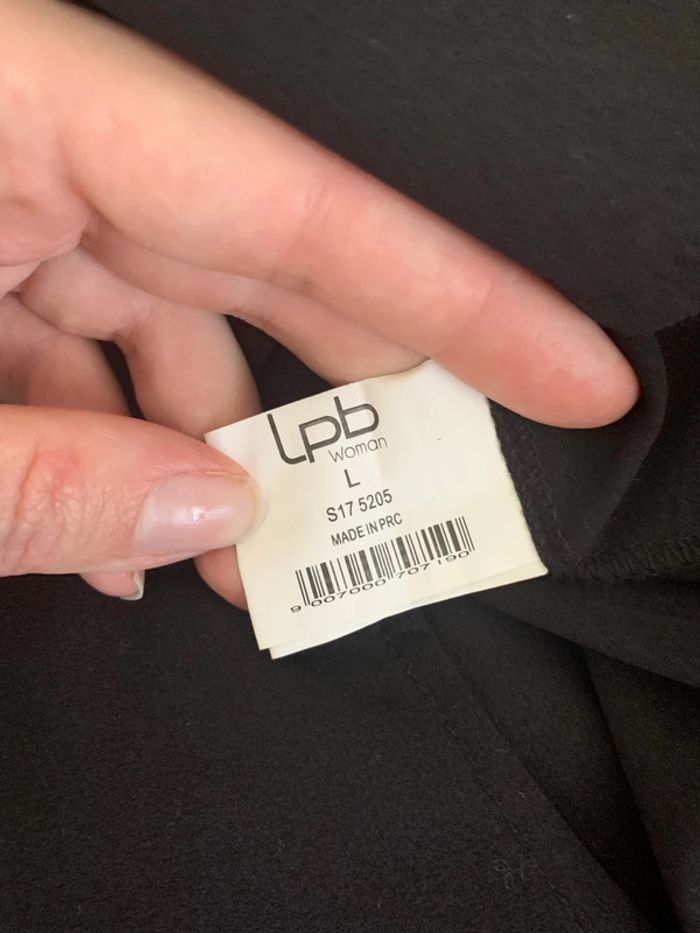 Lpb
Woman
L
S17 5205
MADE IN PRC
9 007000 707190